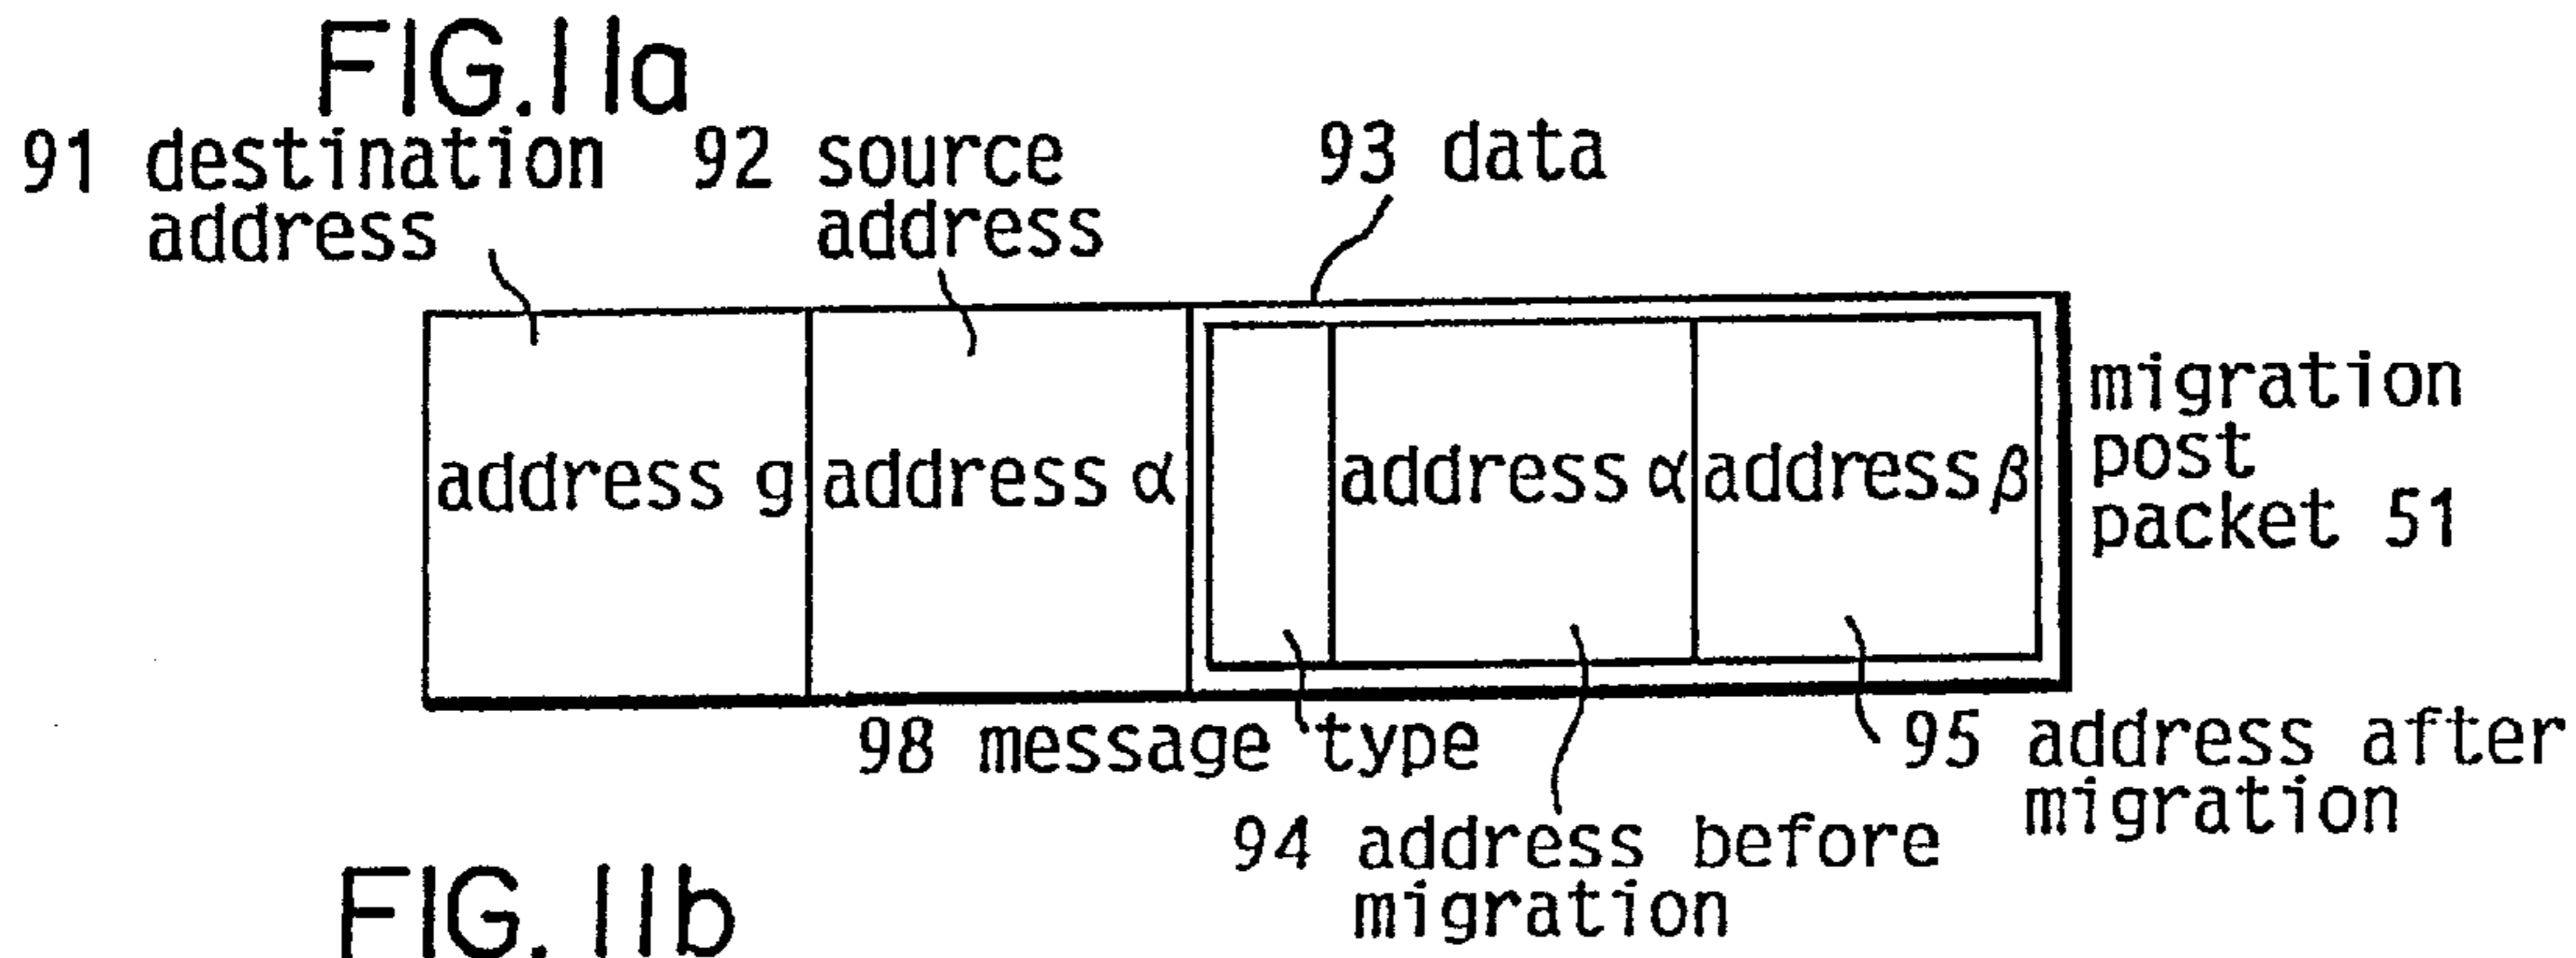 FIG.11a
91 destination address
92 source address
93 data
address g
address α
address α
address β
migration
post
packet 51
98 message type
95 address after
migration
94 address before
migration
FIG. 11b